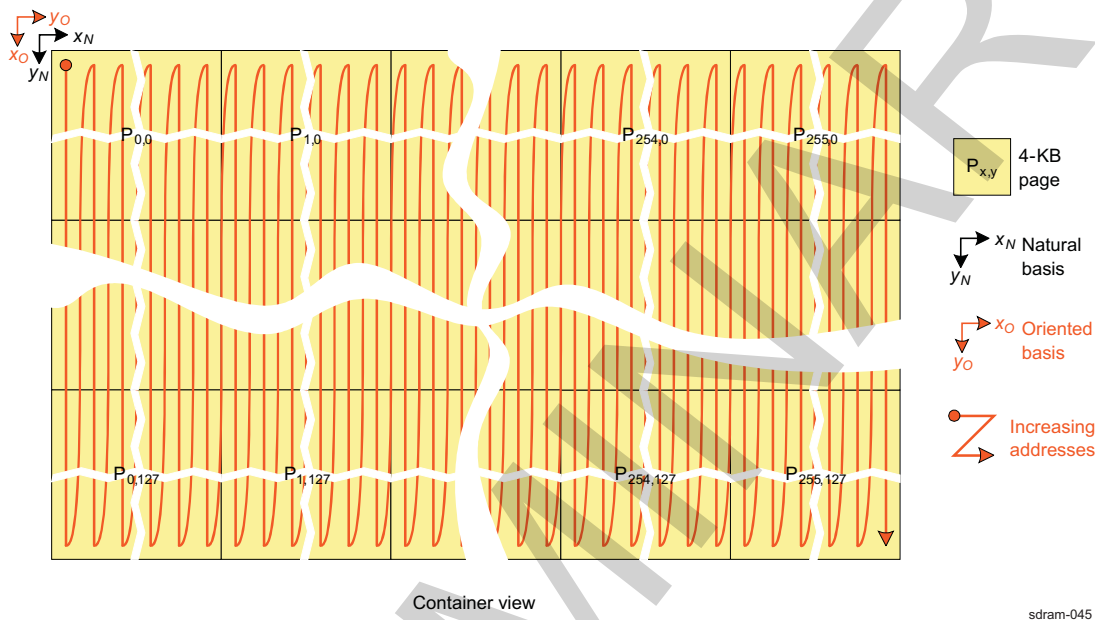 yO
xO
xN
yN
P0,0
P1,0
P254,0
P255,0
Px,y
4-KB
page
xN Natural
yN basis
xO Oriented
yO basis
Increasing
addresses
P0,127
P1,127
P254,127
P255,127
Container view
sdram-045